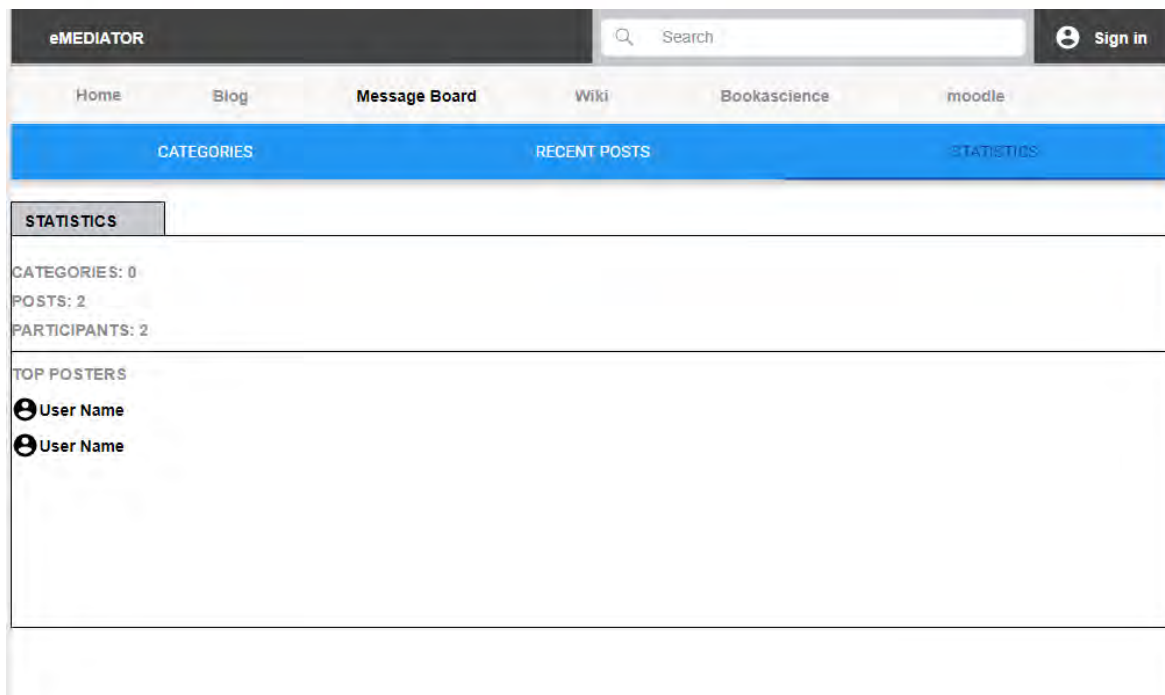 eMEDIATOR Search Sign in
Home Blog Message Board Wiki Bookascience moodle
CATEGORIES RECENT POSTS STATISTICS
STATISTICS
CATEGORIES: 0
POSTS: 2
PARTICIPANTS: 2
TOP POSTERS
User Name
User Name